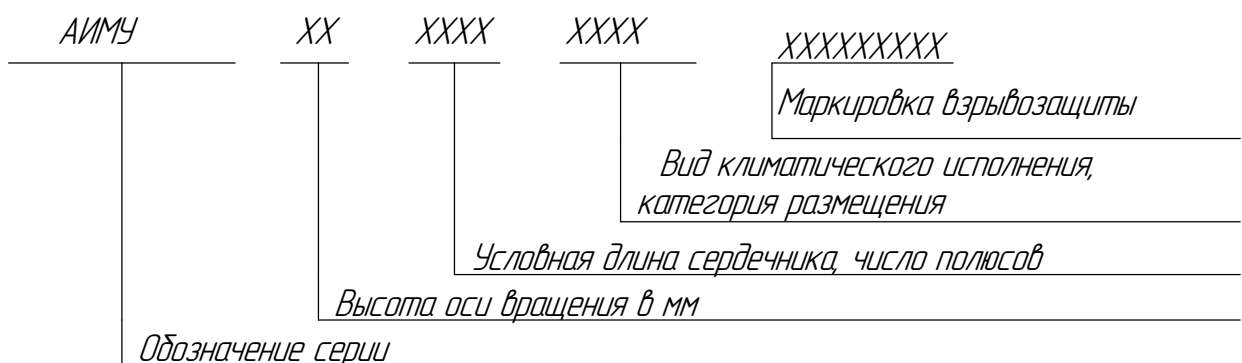 АИМУ XX XXXX XXXX XXXXXXXXX
Маркировка взрывозащиты
Вид климатического исполнения,
категория размещения
Условная длина сердечника, число полюсов
Высота оси вращения в мм
Обозначение серии